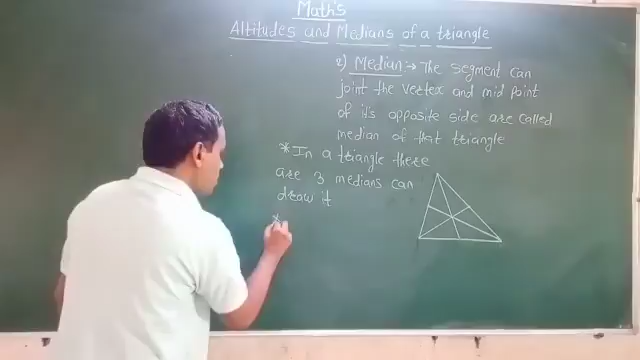 Math's
Altitudes and Medians of a triangle
2) Median → The segment can
joint the vertex and mid point
of it's opposite side are called
median of that triangle
* In a triangle there
are 3 medians can
draw it
*